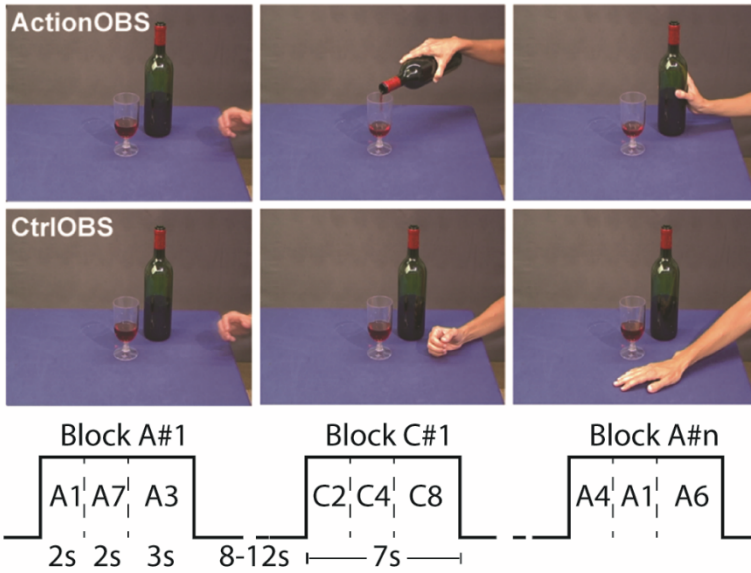 ActionOBS
CtrlOBS
Block A#1 Block C#1 Block A#n
A1 A7 A3 C2 C4 C8 A4 A1 A6
2s 2s 3s 8-12s 7s